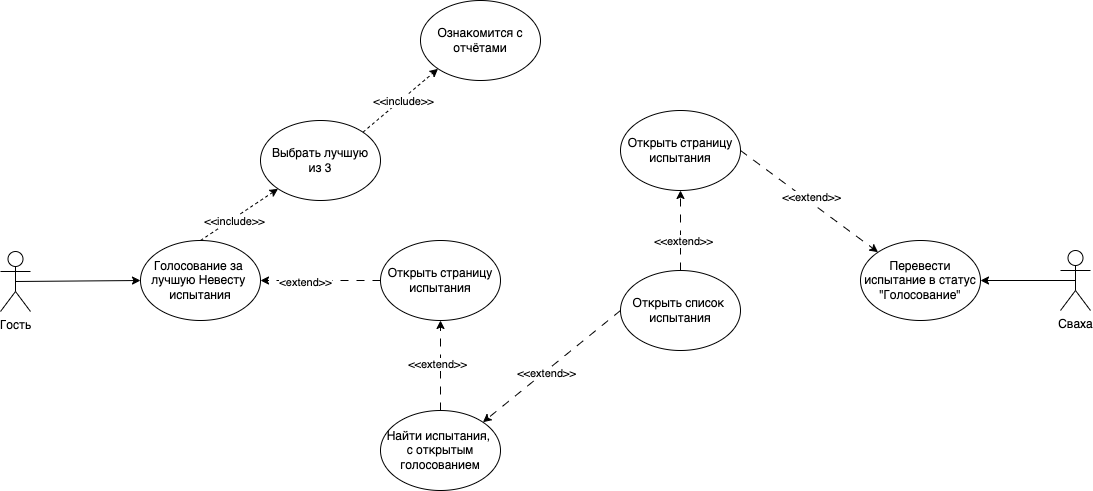 Ознакомится с
отчётами
<<include>>
Выбрать лучшую
из 3
<<include>>
Открыть страницу
испытания
<<extend>>
<<extend>>
Гость
Голосование за
лучшую Невесту
испытания
<<extend>>
Открыть страницу
испытания
Открыть список
испытания
Перевести
испытание в статус
"Голосование"
Сваха
<<extend>>
<<extend>>
Найти испытания,
с открытым
голосованием